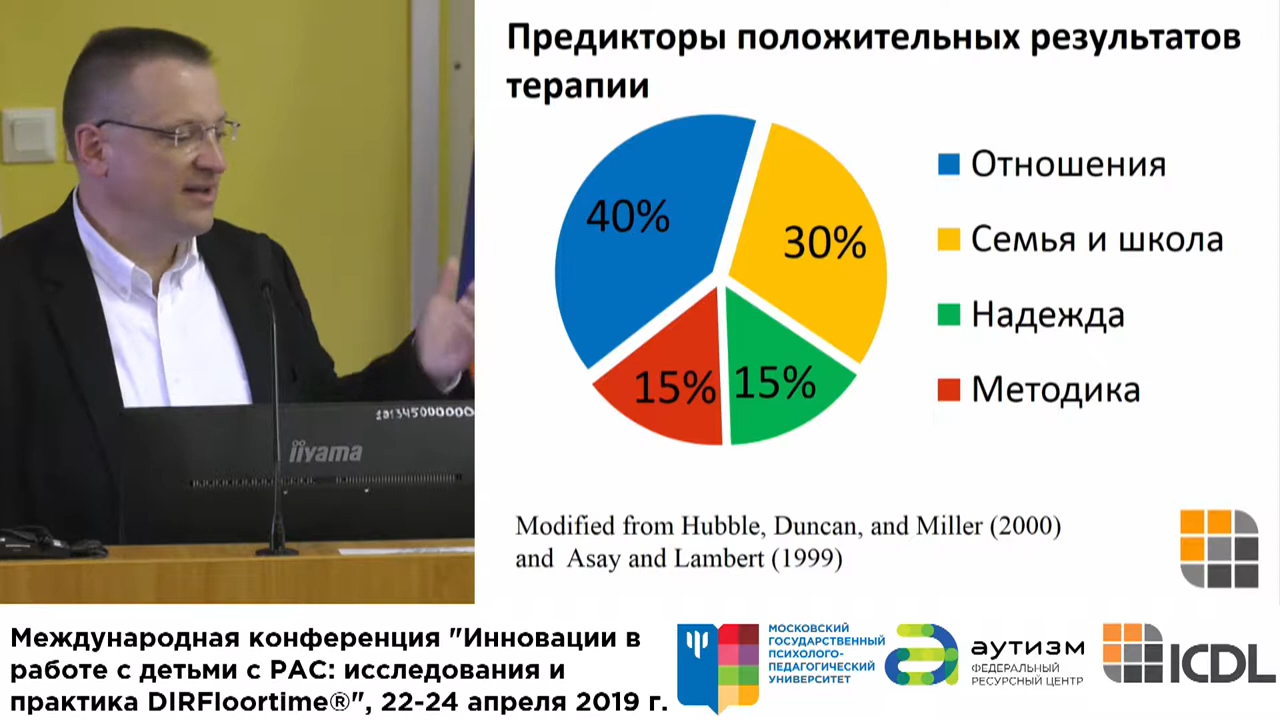 Предикторы положительных результатов
терапии
40%
30%
15%
15%
Отношения
Семья и школа
Надежда
Методика
Modified from Hubble, Duncan, and Miller (2000)
and Asay and Lambert (1999)
iiyama
Международная конференция "Инновации в
работе с детьми с РАС: исследования и
практика DIRFloortime®", 22-24 апреля 2019 г.
МОСКОВСКИЙ
ГОСУДАРСТВЕННЫЙ
ПСИХОЛОГО-
ПЕДАГОГИЧЕСКИЙ
УНИВЕРСИТЕТ
аутизм
ФЕДЕРАЛЬНЫЙ
РЕСУРСНЫЙ ЦЕНТР
ICDL